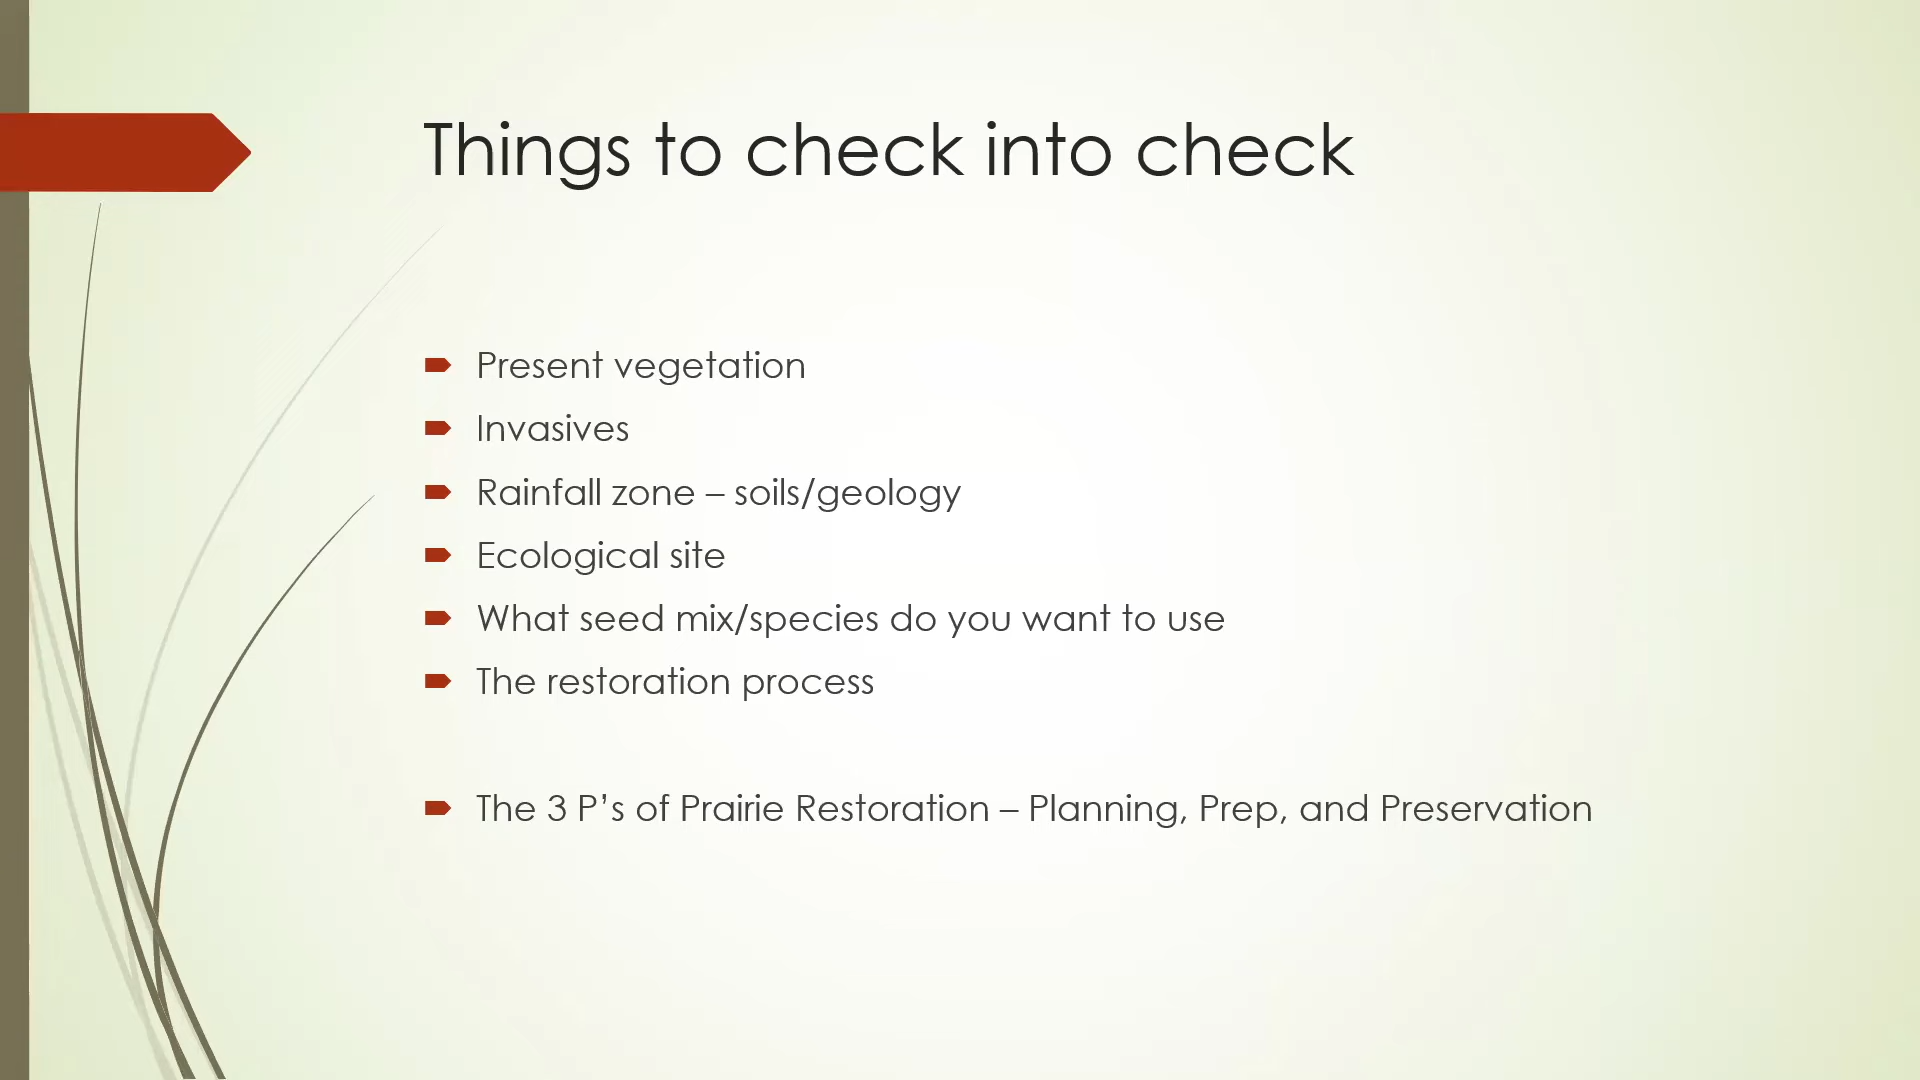 Things to check into check
Present vegetation
Invasives
Rainfall zone – soils/geology
Ecological site
What seed mix/species do you want to use
The restoration process
The 3 P’s of Prairie Restoration – Planning, Prep, and Preservation